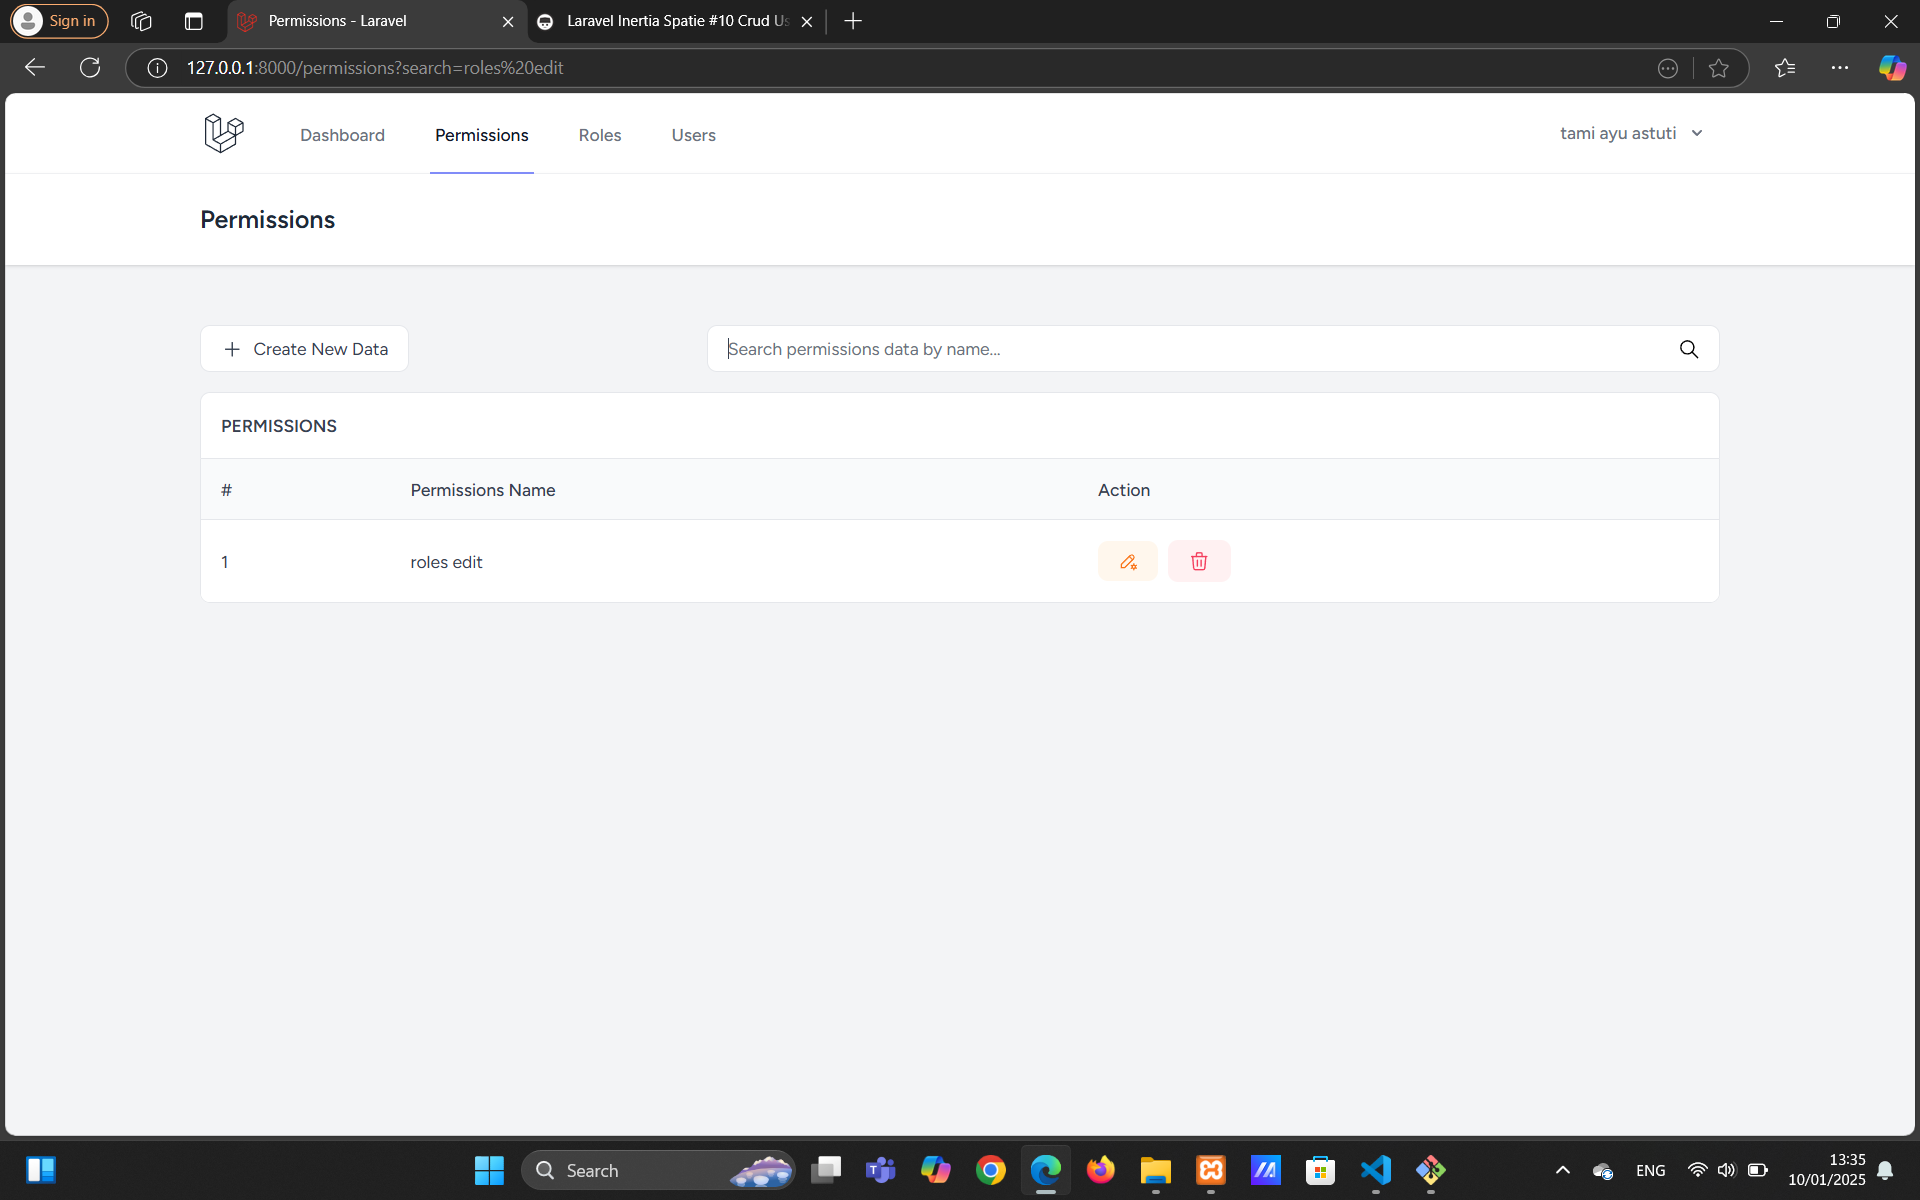 Sign in
Permissions - Laravel
Laravel Inertia Spatie #10 Crud Us
127.0.0.1:8000/permissions?search=roles%20edit
Dashboard
Permissions
Roles
Users
tami ayu astuti
Permissions
Create New Data
Search permissions data by name...
PERMISSIONS
# Permissions Name Action
1 roles edit
Search
ENG
13:35
10/01/2025